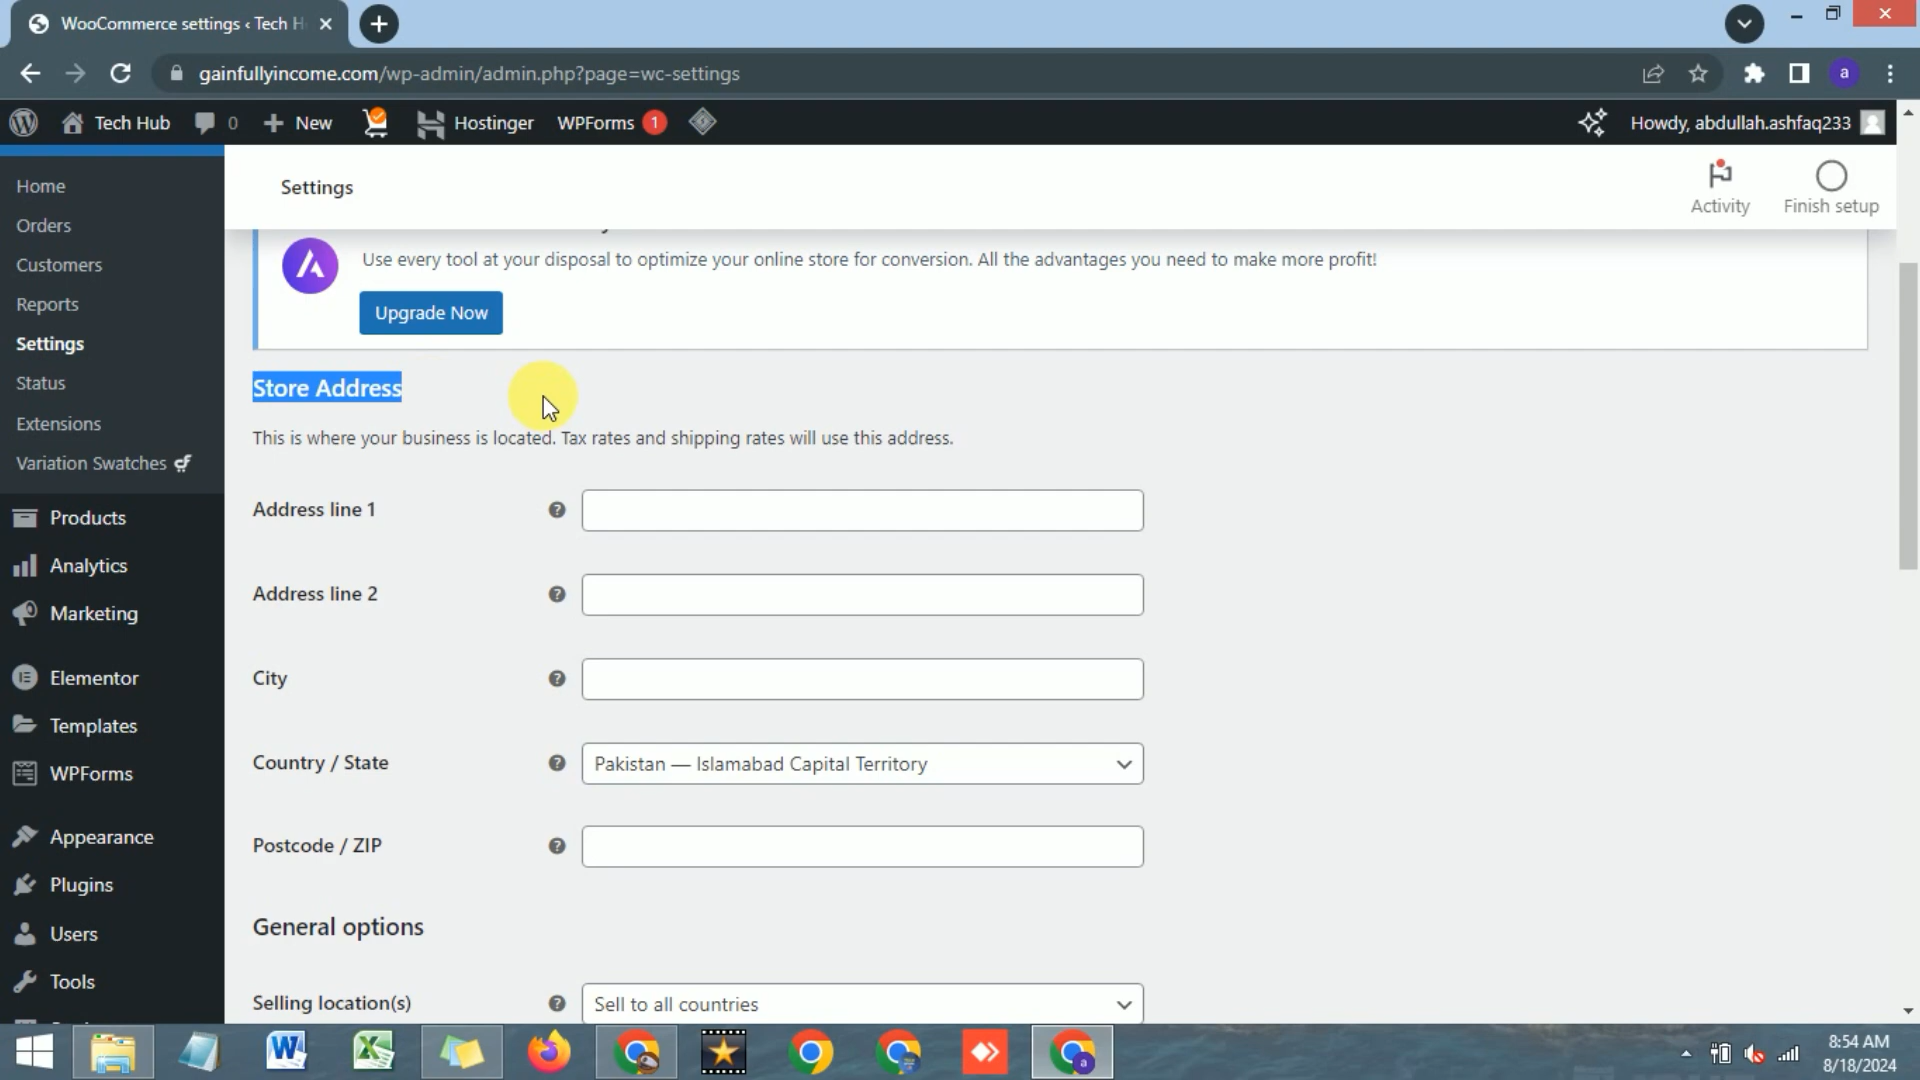 WooCommerce settings ‹ Tech H
gainfullyincome.com/wp-admin/admin.php?page=wc-settings
a
Tech Hub
0
New
Hostinger
WPForms 1
Howdy, abdullah.ashfaq233
Home
Orders
Customers
Reports
Settings
Status
Extensions
Variation Swatches
Products
Analytics
Marketing
Elementor
Templates
WPForms
Appearance
Plugins
Users
Tools
Settings
Activity
Finish setup
Use every tool at your disposal to optimize your online store for conversion. All the advantages you need to make more profit!
Upgrade Now
Store Address
This is where your business is located. Tax rates and shipping rates will use this address.
Address line 1
Address line 2
City
Country / State
Pakistan — Islamabad Capital Territory
Postcode / ZIP
General options
Selling location(s)
Sell to all countries
8:54 AM
8/18/2024